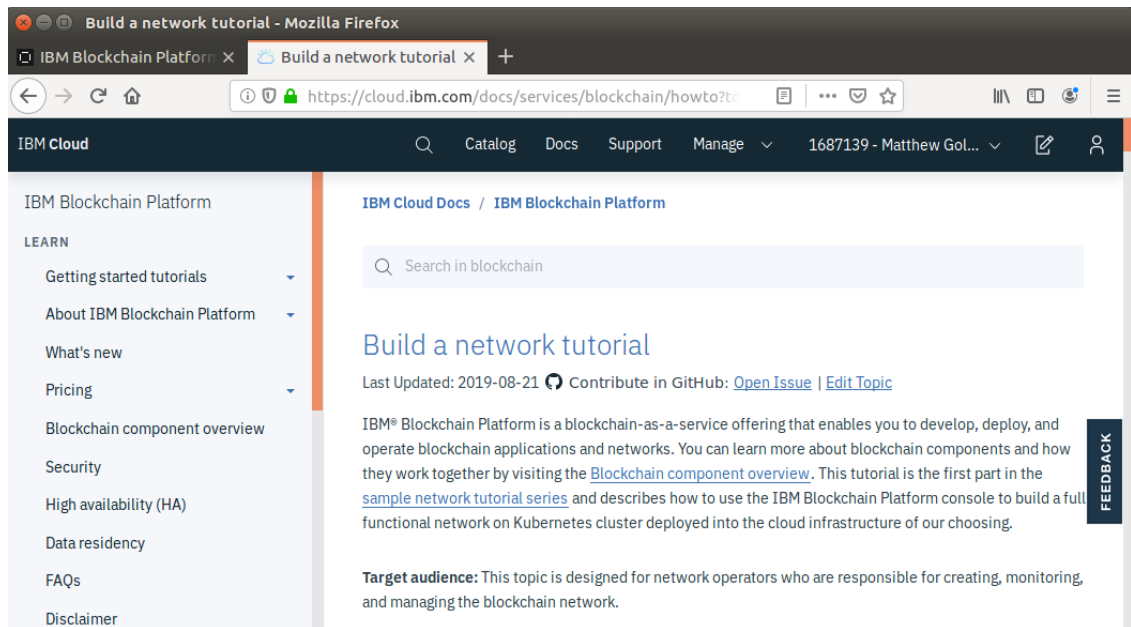 Build a network tutorial - Mozilla Firefox
IBM Blockchain Platforn
Build a network tutorial
https://cloud.ibm.com/docs/services/blockchain/howto?to
IBM Cloud
Catalog Docs Support Manage 1687139 - Matthew Gol...
IBM Blockchain Platform
LEARN
Getting started tutorials
About IBM Blockchain Platform
What's new
Pricing
Blockchain component overview
Security
High availability (HA)
Data residency
FAQs
Disclaimer
IBM Cloud Docs / IBM Blockchain Platform
Search in blockchain
Build a network tutorial
Last Updated: 2019-08-21 Contribute in GitHub: Open Issue | Edit Topic
IBM® Blockchain Platform is a blockchain-as-a-service offering that enables you to develop, deploy, and
operate blockchain applications and networks. You can learn more about blockchain components and how
they work together by visiting the Blockchain component overview. This tutorial is the first part in the
sample network tutorial series and describes how to use the IBM Blockchain Platform console to build a full
functional network on Kubernetes cluster deployed into the cloud infrastructure of our choosing.
Target audience: This topic is designed for network operators who are responsible for creating, monitoring,
and managing the blockchain network.
FEEDBACK